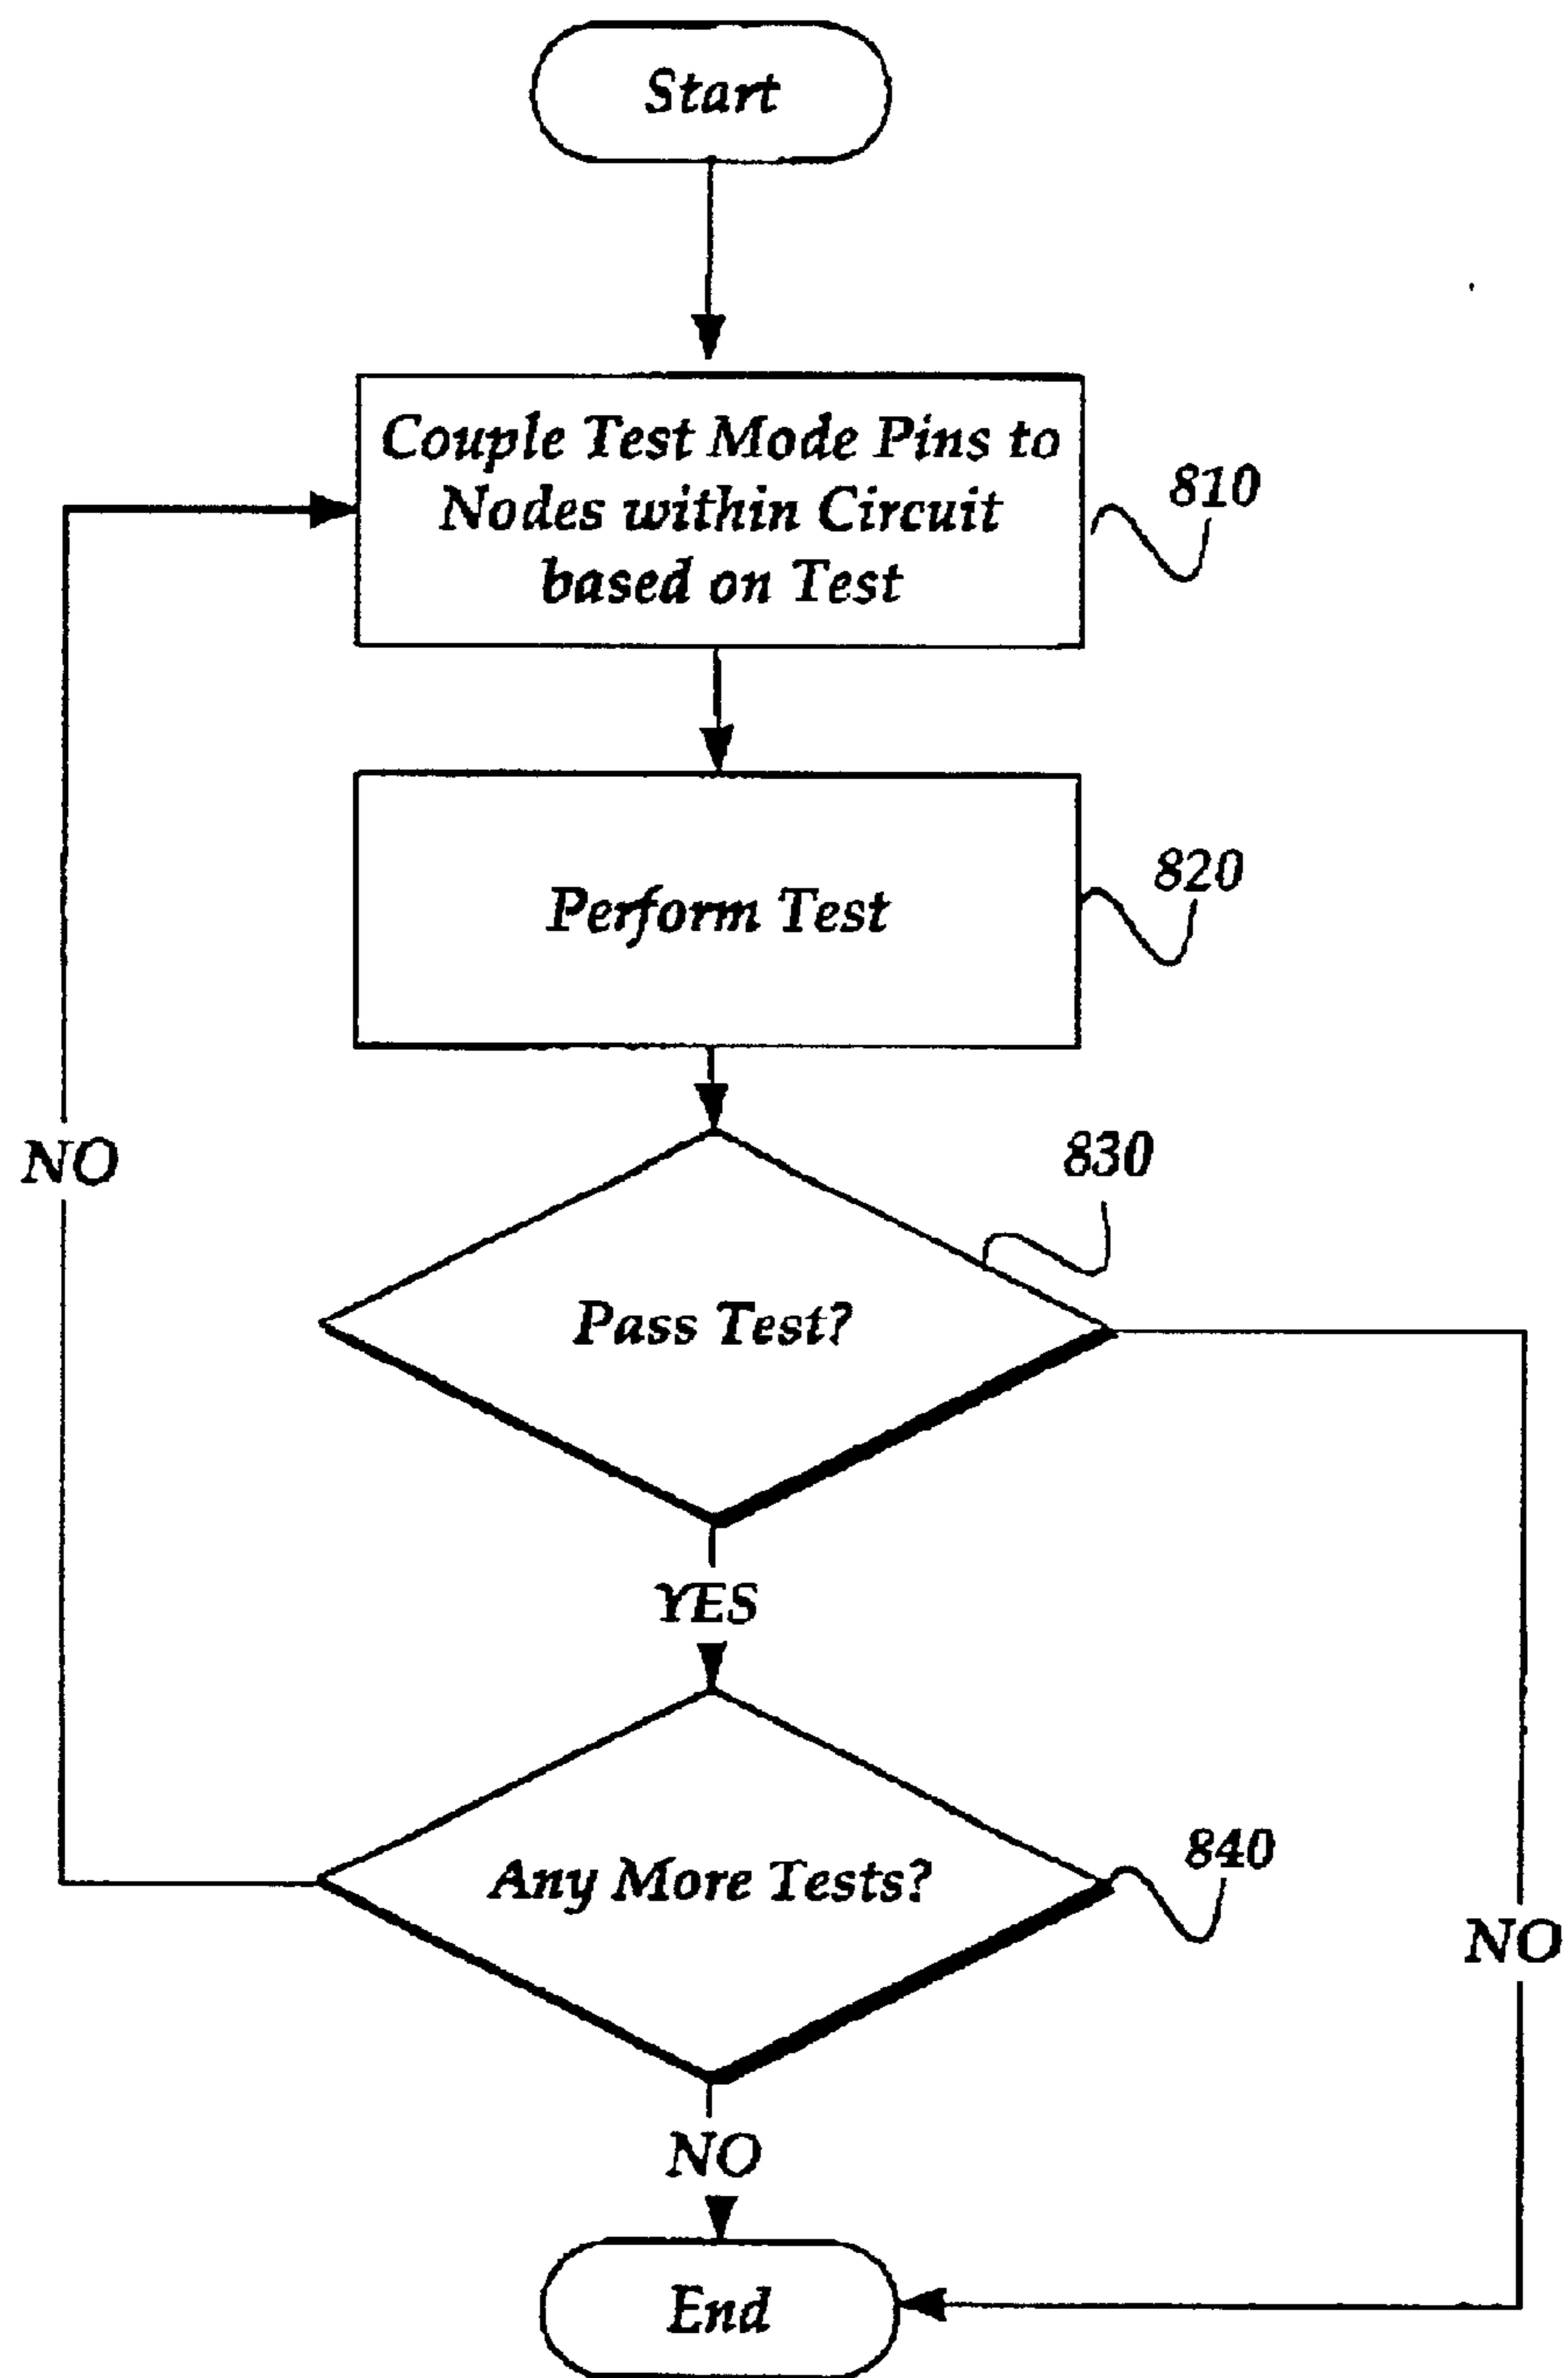 Start
Couple Test Mode Pins to
Nodes within Circuit
based on Test
810
Perform Test
820
NO
830
Pass Test?
YES
Any More Tests?
840
NO
NO
End